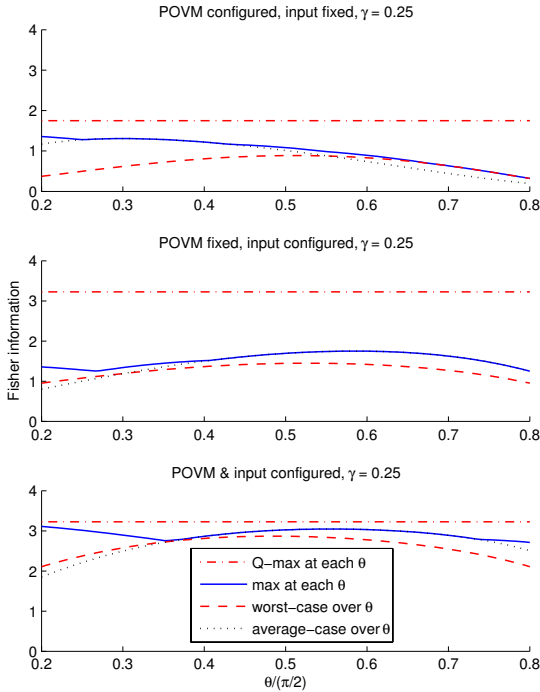 POVM configured, input fixed, γ = 0.25
4
3
2
1
0
0.2 0.3 0.4 0.5 0.6 0.7 0.8
POVM fixed, input configured, γ = 0.25
Fisher information
4
3
2
1
0
0.2 0.3 0.4 0.5 0.6 0.7 0.8
POVM & input configured, γ = 0.25
4
3
2
1
0
Q−max at each θ
max at each θ
worst−case over θ
average−case over θ
0.2 0.3 0.4 0.5 0.6 0.7 0.8
θ/(π/2)